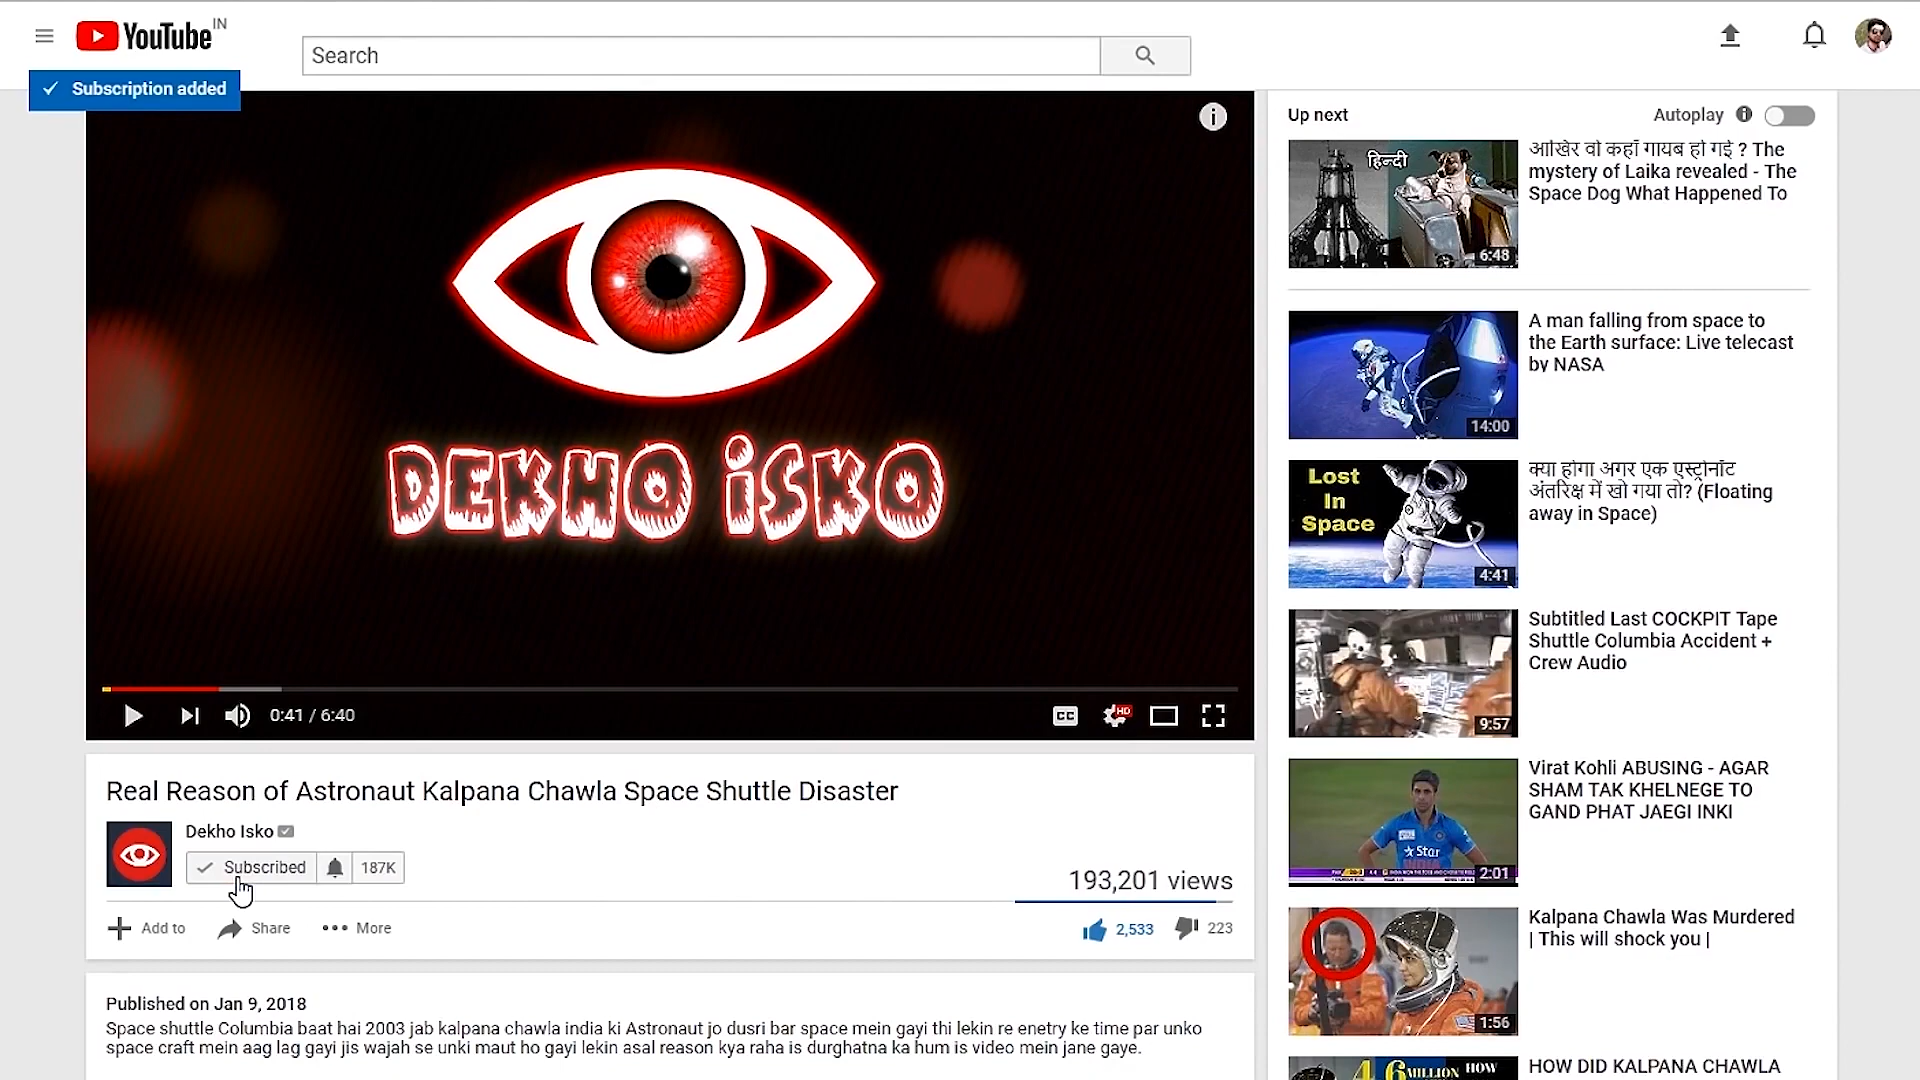 YouTube IN
Search
Subscription added
DEKHO iSKO
0:41 / 6:40
CC
HD
Real Reason of Astronaut Kalpana Chawla Space Shuttle Disaster
Dekho Isko
Subscribed
187K
193,201 views
Add to
Share
More
2,533
223
Published on Jan 9, 2018
Space shuttle Columbia baat hai 2003 jab kalpana chawla india ki Astronaut jo dusri bar space mein gayi thi lekin re enetry ke time par unko
space craft mein aag lag gayi jis wajah se unki maut ho gayi lekin asal reason kya raha is durghatna ka hum is video mein jane gaye.
Up next
Autoplay
हिन्दी
6:48
आखिर वो कहाँ गायब हो गई ? The
mystery of Laika revealed - The
Space Dog What Happened To
14:00
A man falling from space to
the Earth surface: Live telecast
by NASA
Lost
In
Space
4:41
क्या होगा अगर एक एस्ट्रोनॉट
अंतरिक्ष में खो गया तो? (Floating
away in Space)
9:57
Subtitled Last COCKPIT Tape
Shuttle Columbia Accident +
Crew Audio
Star
INDIA
2:01
Virat Kohli ABUSING - AGAR
SHAM TAK KHELNEGE TO
GAND PHAT JAEGI INKI
1:56
Kalpana Chawla Was Murdered
| This will shock you |
MILLION HOW
HOW DID KALPANA CHAWLA